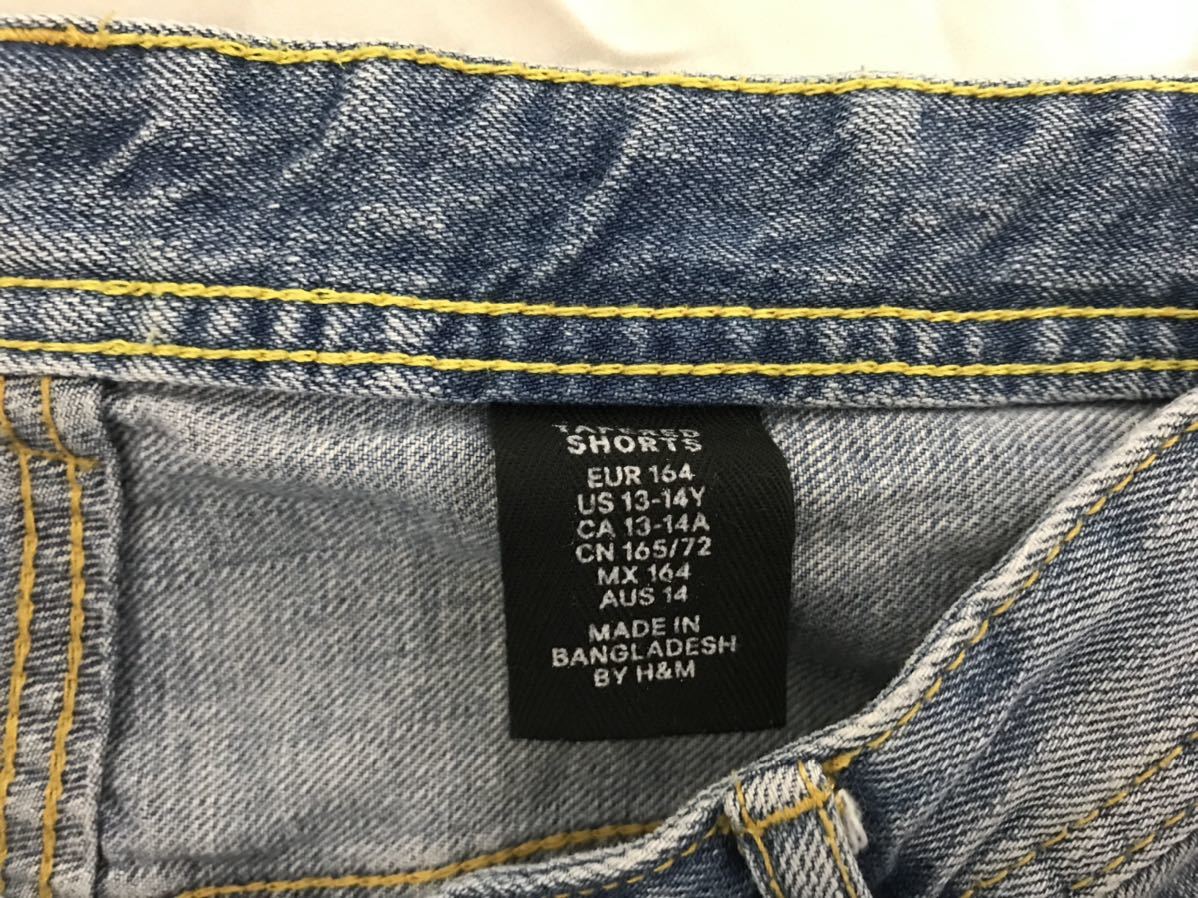 TAPERED
SHORTS
EUR 164
US 13-14Y
CA 13-14A
CN 165/72
MX 164
AUS 14
MADE IN
BANGLADESH
BY H&M